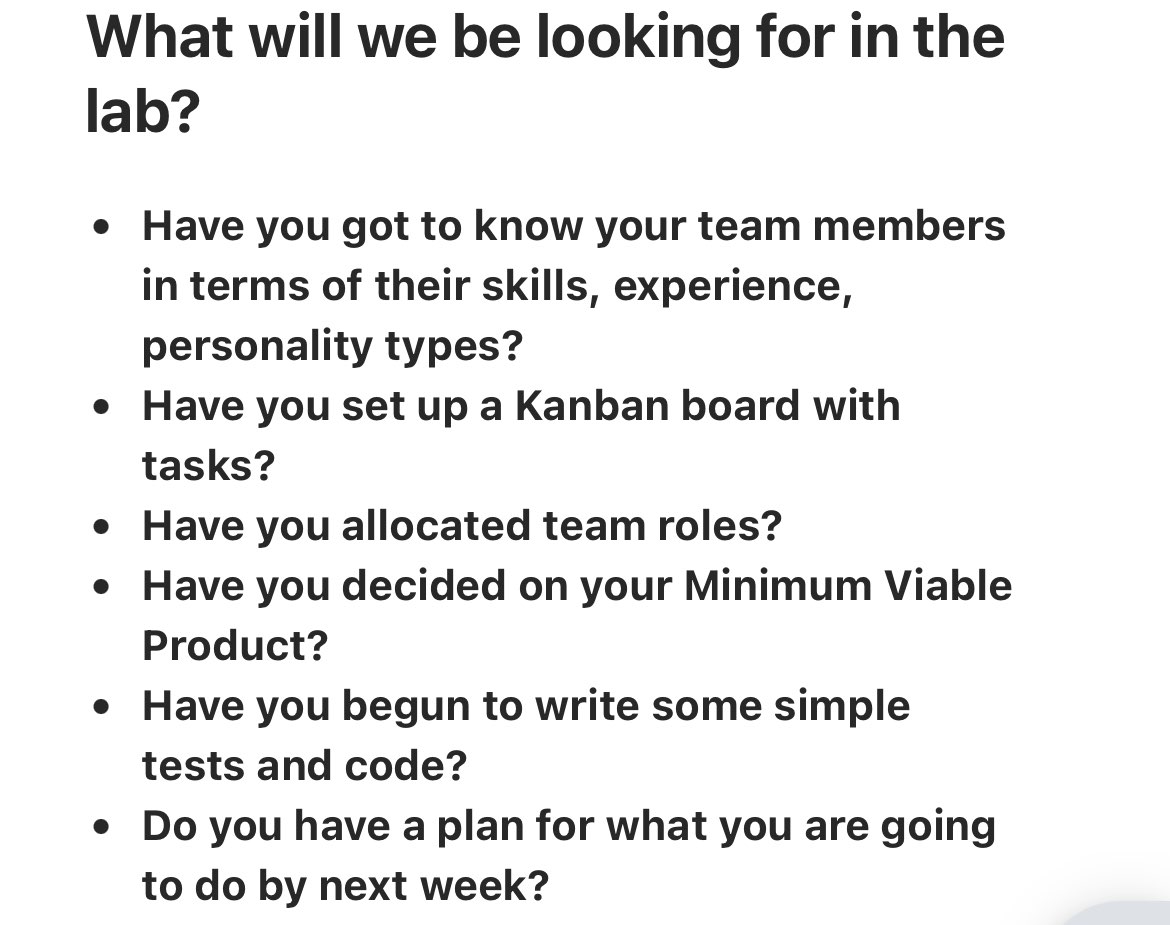 What will we be looking for in the
lab?
• Have you got to know your team members
in terms of their skills, experience,
personality types?
• Have you set up a Kanban board with
tasks?
• Have you allocated team roles?
• Have you decided on your Minimum Viable
Product?
• Have you begun to write some simple
tests and code?
• Do you have a plan for what you are going
to do by next week?